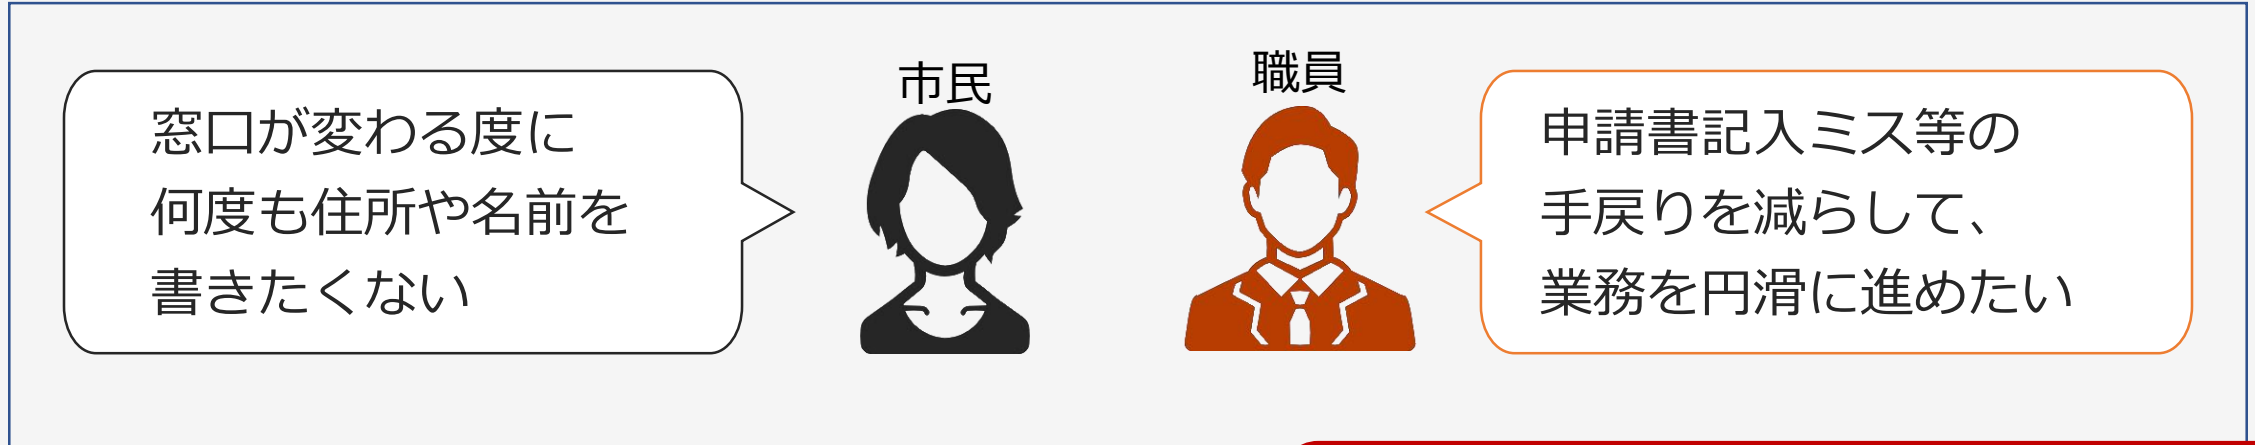 市民
職員
窓口が変わる度に
何度も住所や名前を
書きたくない
申請書記入ミス等の
手戻りを減らして、
業務を円滑に進めたい